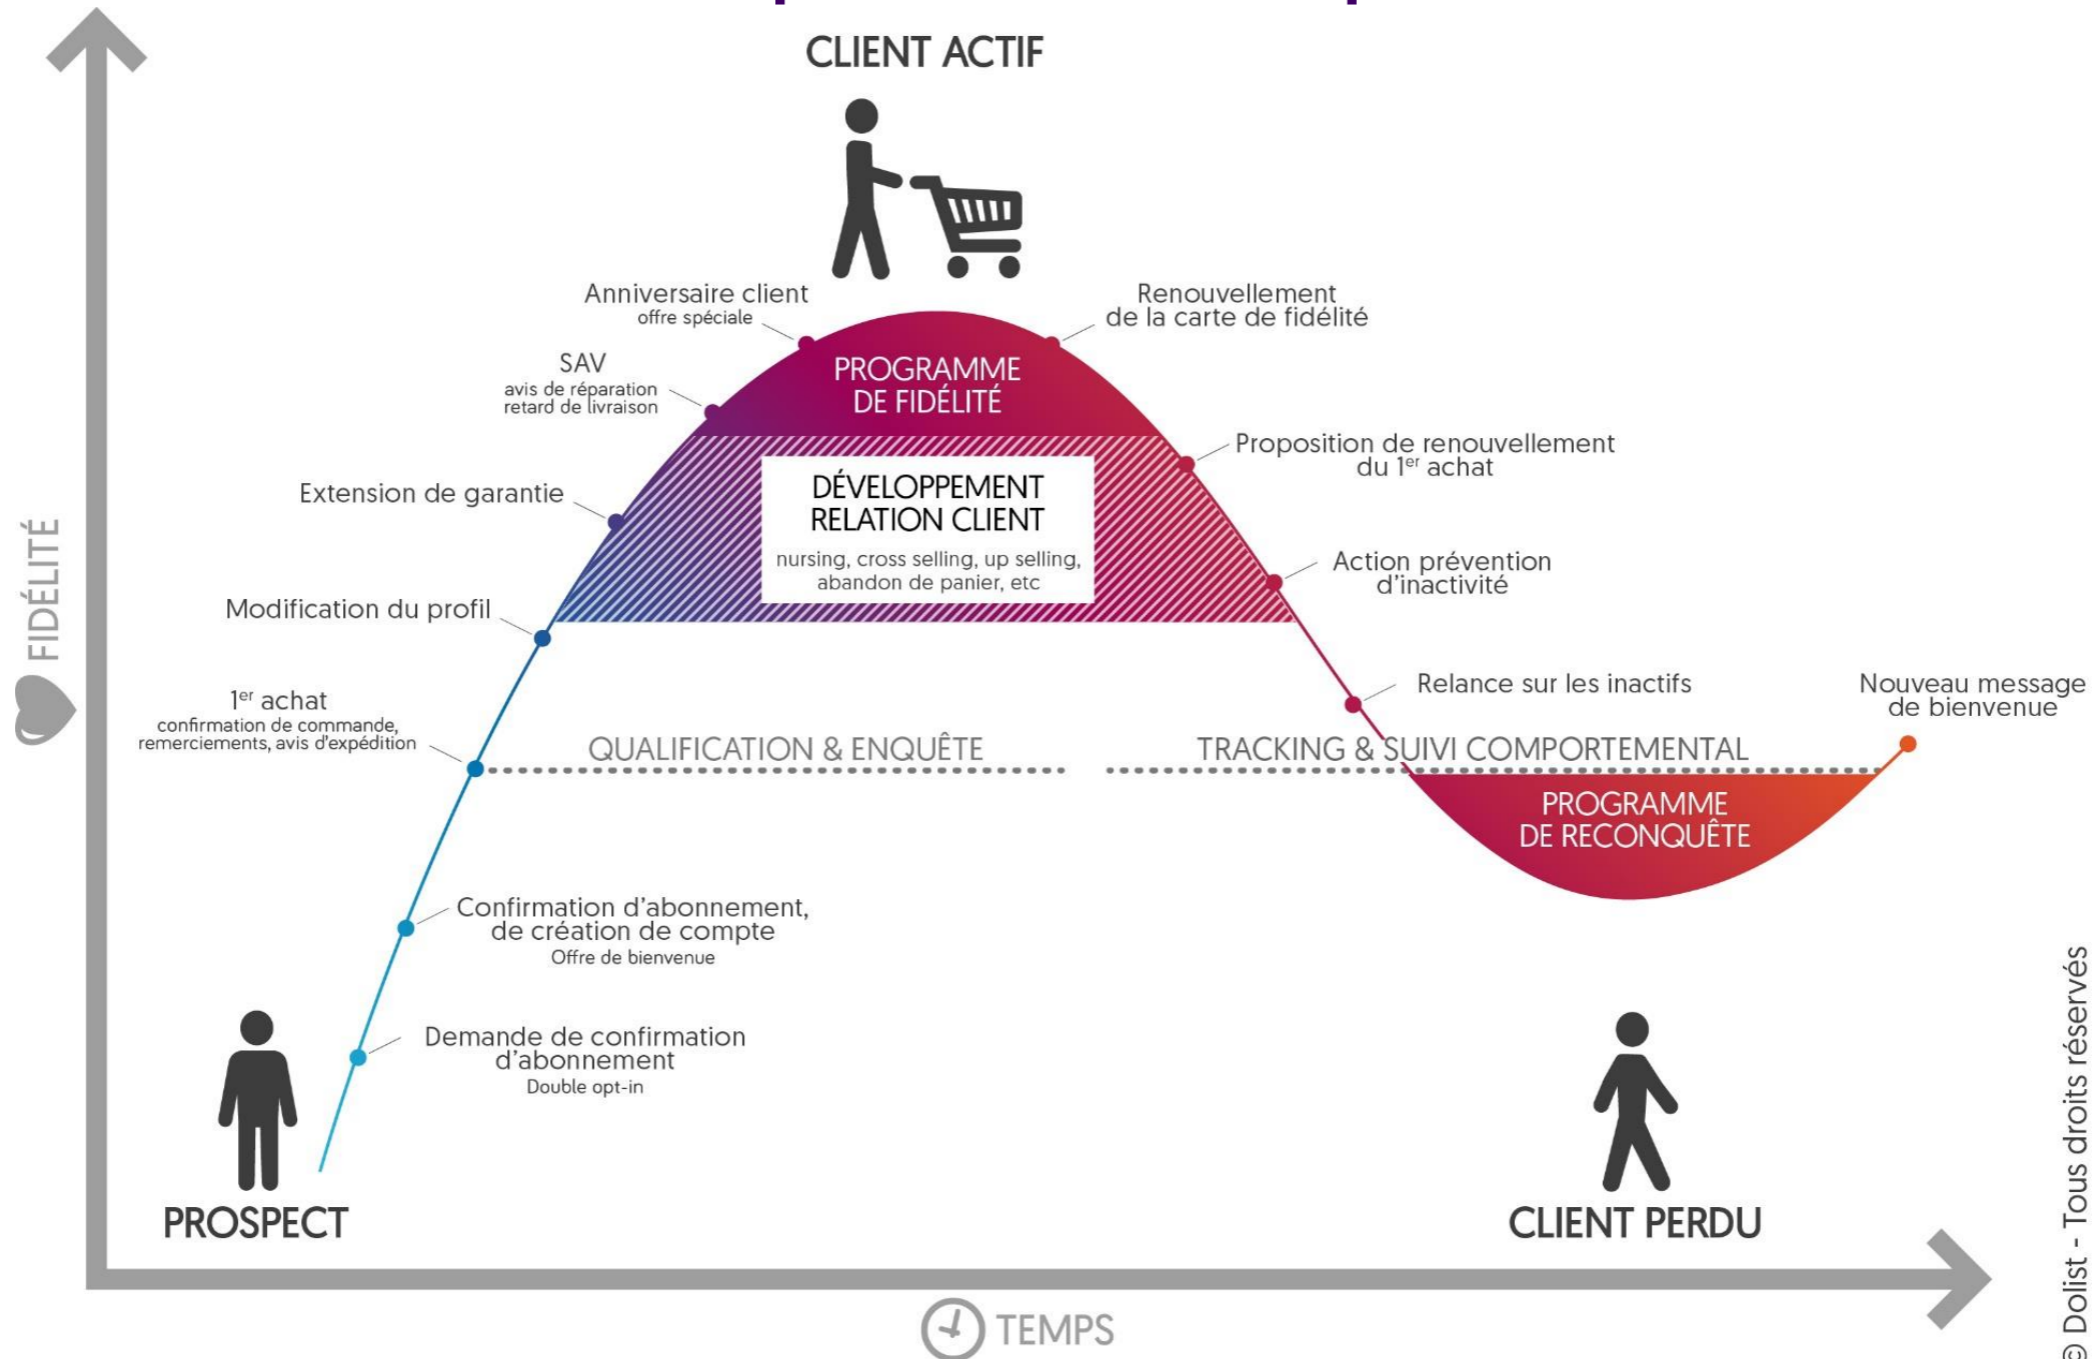 CLIENT ACTIF
Anniversaire client
offre spéciale
Renouvellement
de la carte de fidélité
SAV
avis de réparation
retard de livraison
PROGRAMME
DE FIDÉLITÉ
Proposition de renouvellement
du 1er achat
Extension de garantie
DÉVELOPPEMENT
RELATION CLIENT
nursing, cross selling, up selling,
abandon de panier, etc
Action prévention
d'inactivité
FIDÉLITÉ
Modification du profil
1er achat
confirmation de commande,
remerciements, avis d'expédition
Relance sur les inactifs
Nouveau message
de bienvenue
QUALIFICATION & ENQUÊTE
TRACKING & SUIVI COMPORTEMENTAL
PROGRAMME
DE RECONQUÊTE
Confirmation d'abonnement,
de création de compte
Offre de bienvenue
Demande de confirmation
d'abonnement
Double opt-in
PROSPECT
CLIENT PERDU
TEMPS
© Dolist - Tous droits réservés